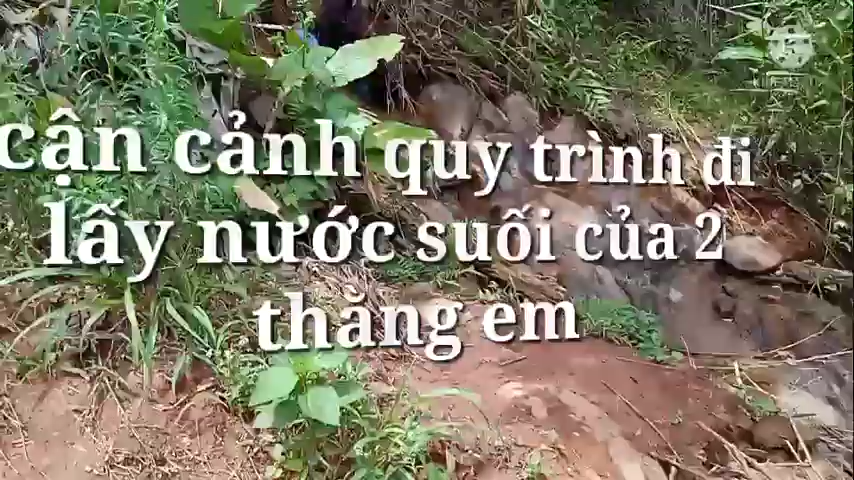 cận cảnh quy trình đi
lấy nước suối của 2
thằng em